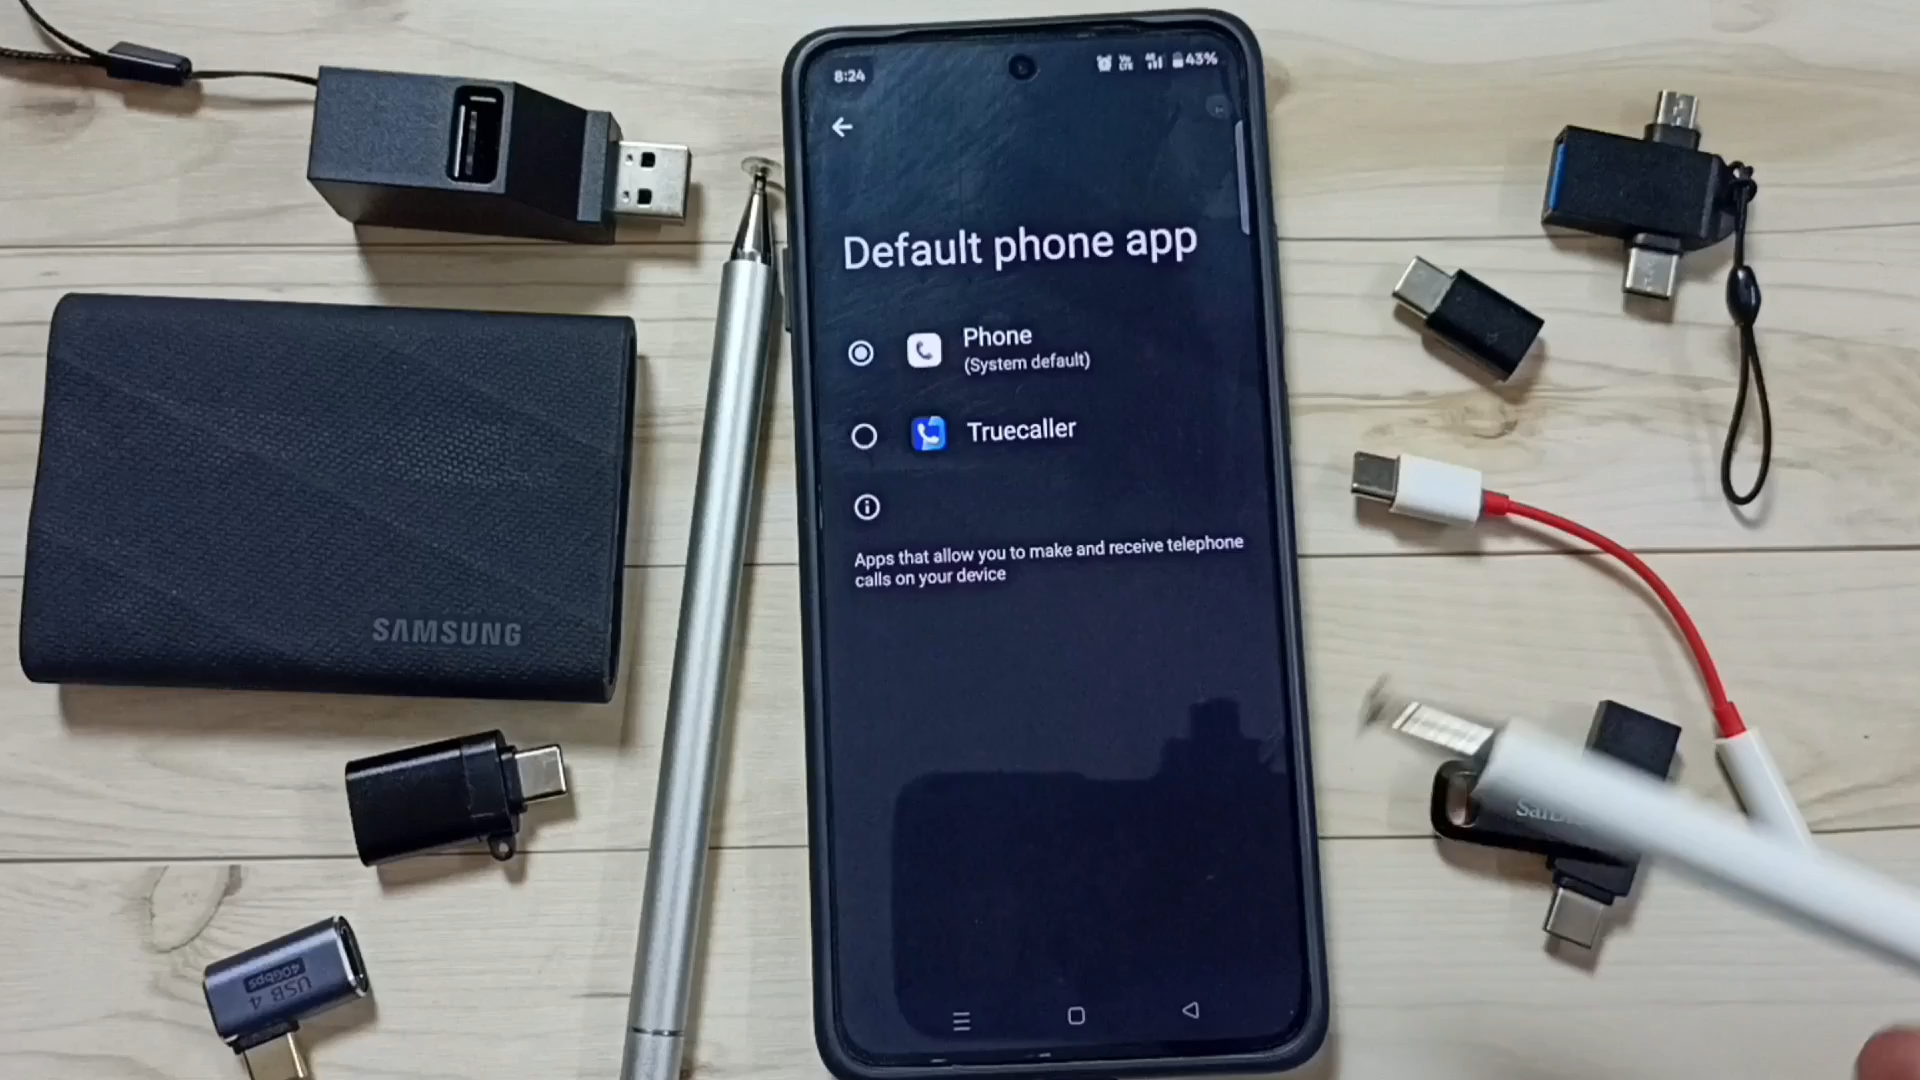 8:24
43%
Default phone app
Phone
(System default)
Truecaller
Apps that allow you to make and receive telephone
calls on your device
SAMSUNG
USB 4
40Gbps